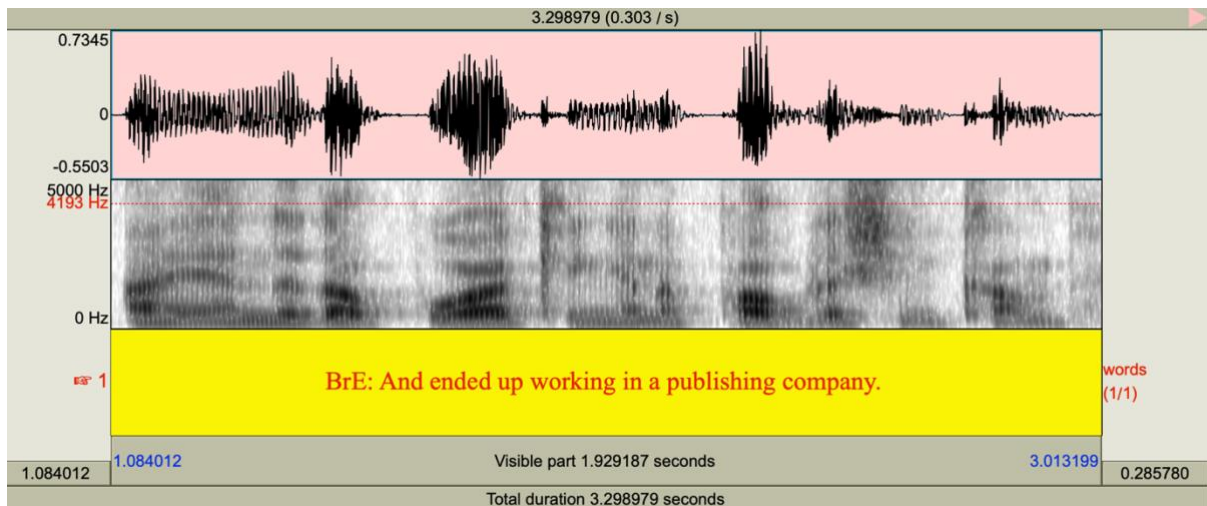 3.298979 (0.303 / s)
0.7345
0
-0.5503
5000 Hz
4193 Hz
0 Hz
☞ 1
BrE: And ended up working in a publishing company.
words
(1/1)
1.084012
1.084012
Visible part 1.929187 seconds
3.013199
0.285780
Total duration 3.298979 seconds